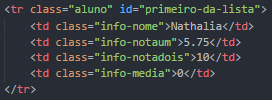 <tr class="aluno" id="primeiro-da-lista">
<td class="info-nome">Nathalia</td>
<td class="info-notaum">5.75</td>
<td class="info-notadois">10</td>
<td class="info-media">0</td>
</tr>